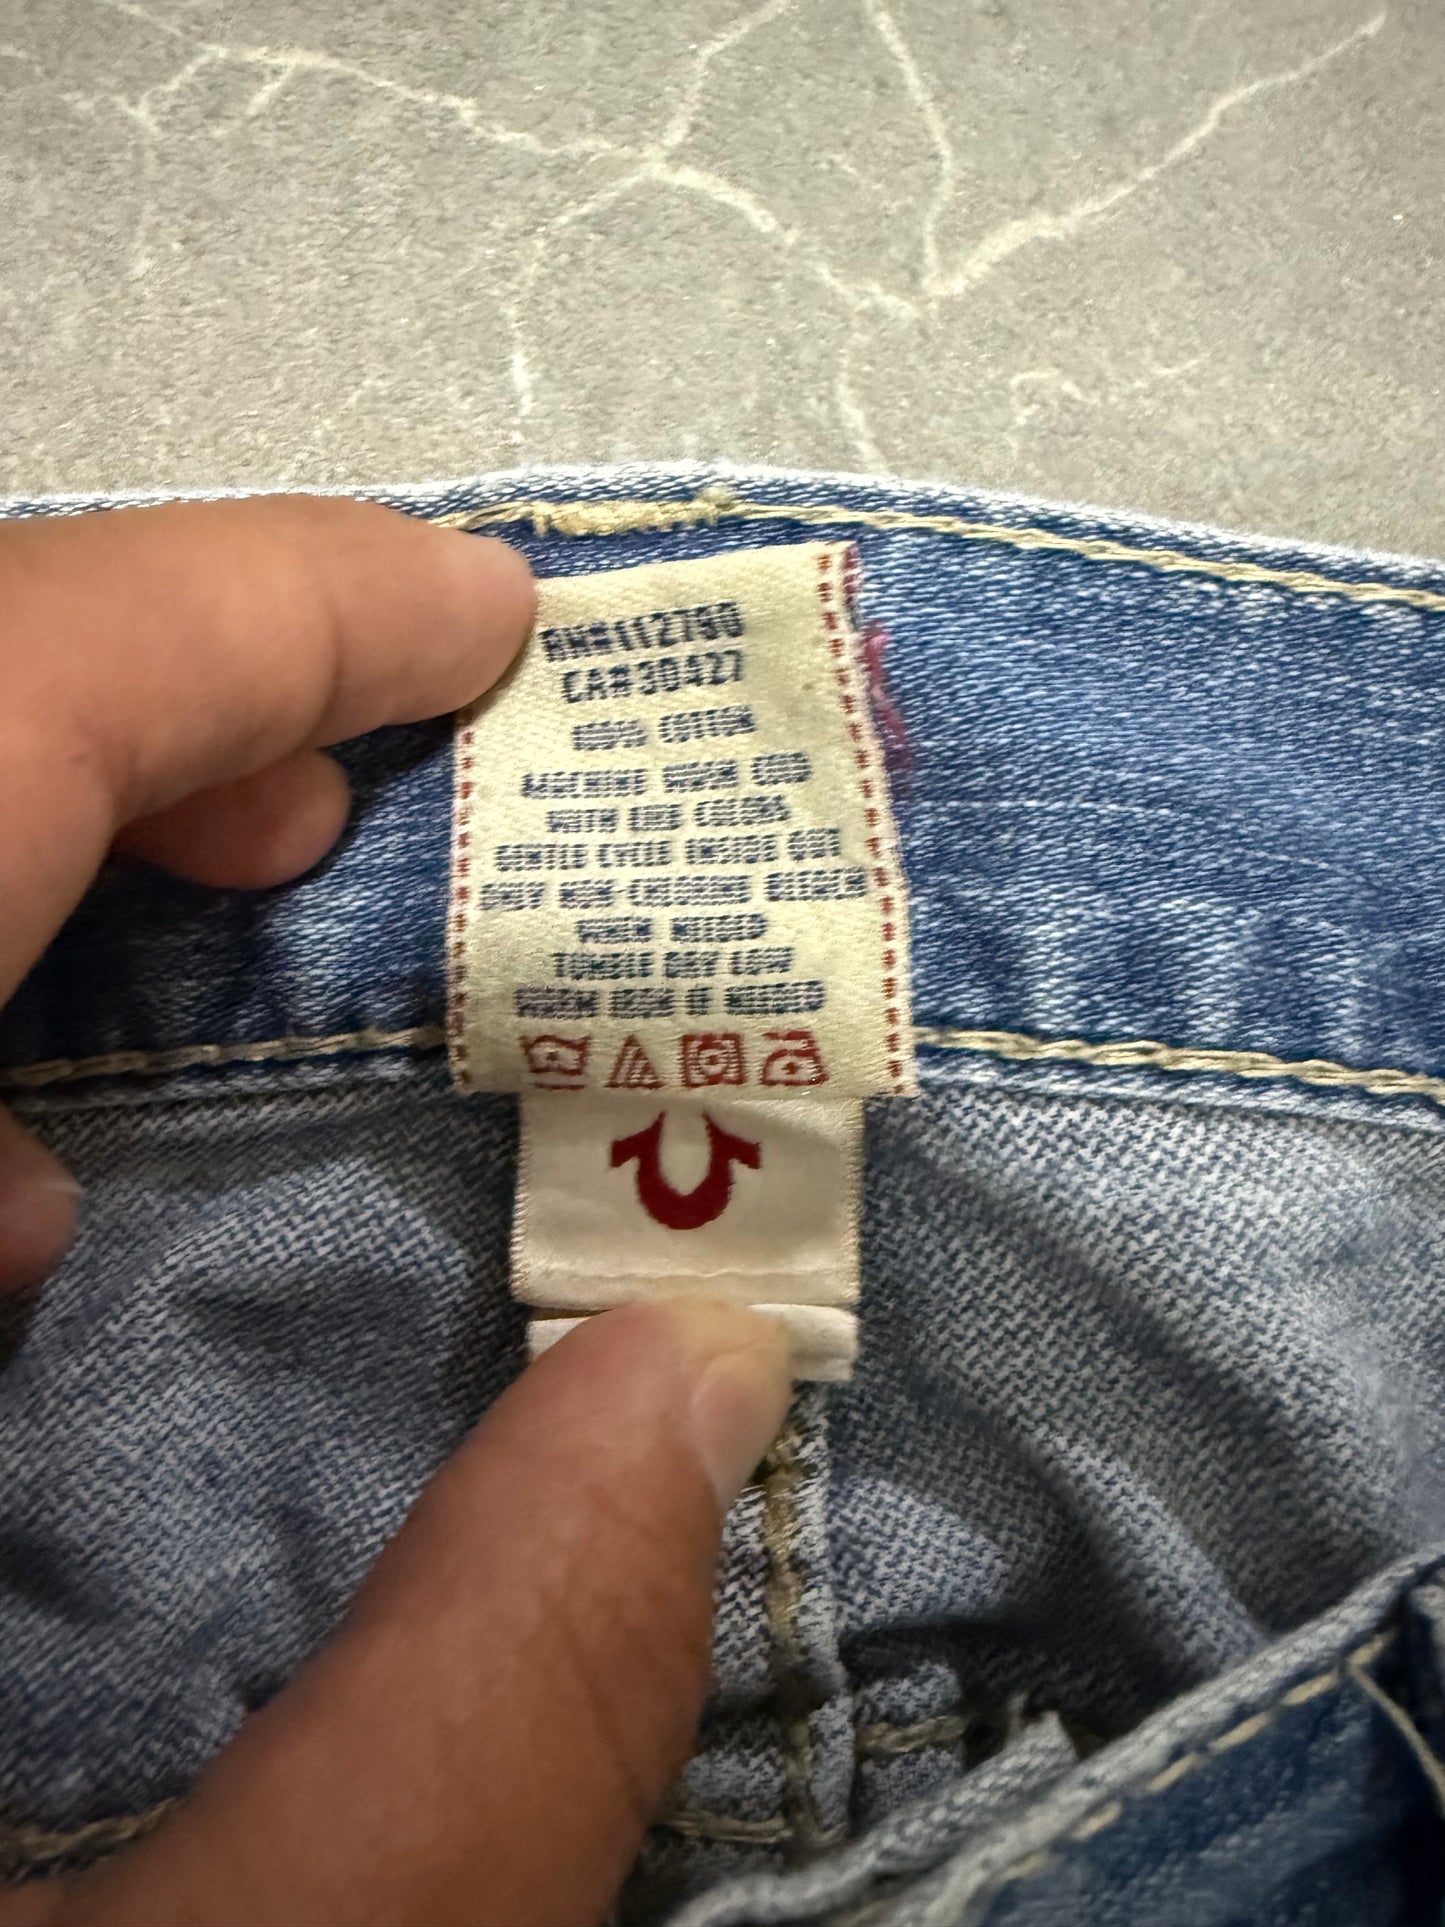 RN#112790
CA#30427
100% COTTON
MACHINE WASH COLD
WITH LIKE COLORS
GENTLE CYCLE INSIDE OUT
ONLY NON-CHLORINE BLEACH
WHEN NEEDED
TUMBLE DRY LOW
WARM IRON IF NEEDED